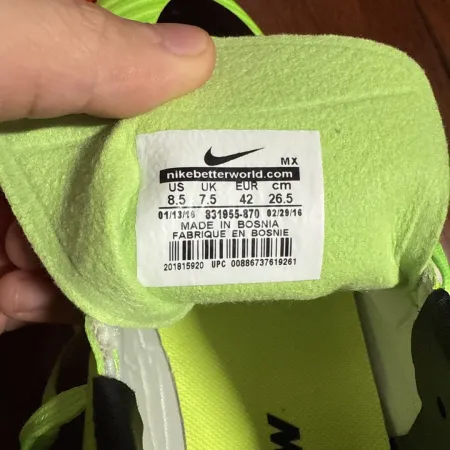 MX
nikebetterworld.com
US UK EUR cm
8.5 7.5 42 26.5
01/13/16 831955-870 02/29/16
MADE IN BOSNIA
FABRIQUE EN BOSNIE
201815920 UPC 00886737619261